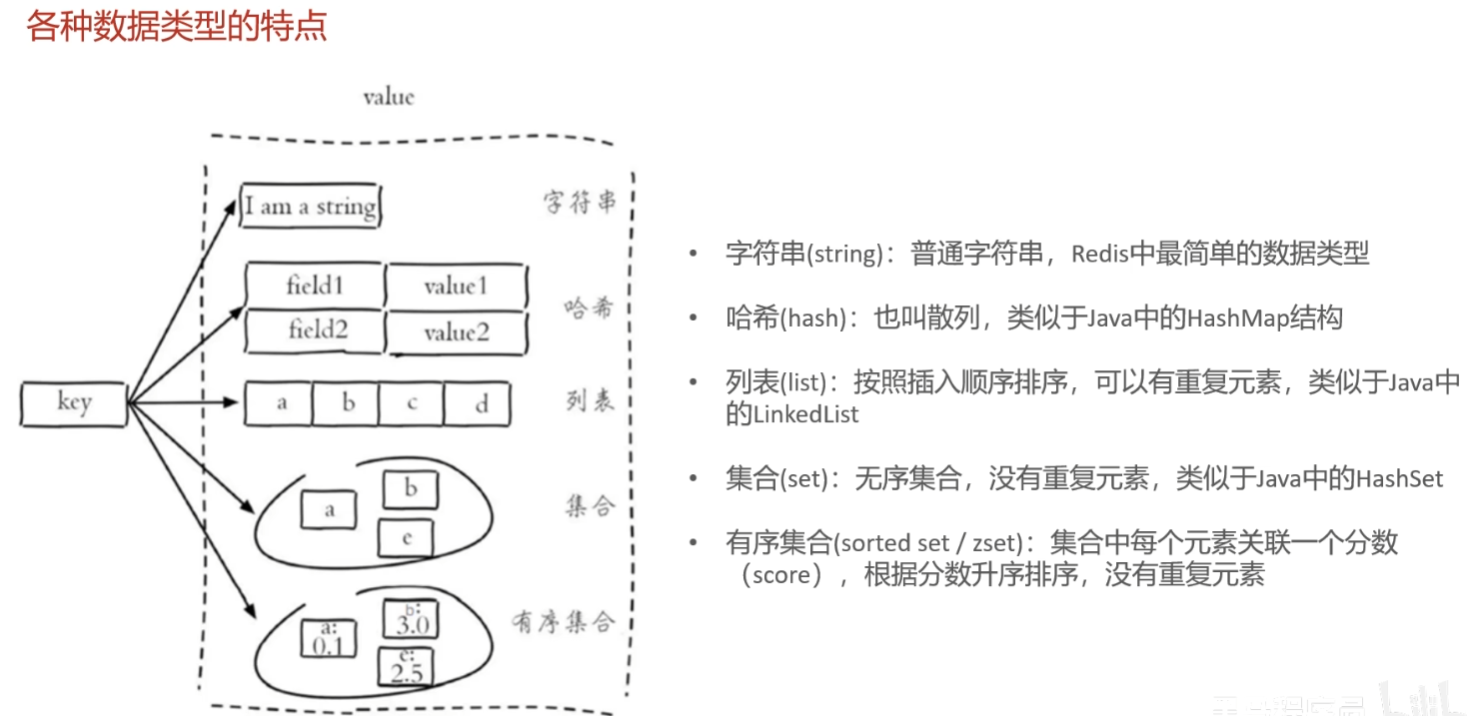 各种数据类型的特点
value
I am a string
字符串
field1 value1
哈希
field2 value2
key
a b c d
列表
a
b
e
集合
a:
0.1
b:
3.0
e:
2.5
有序集合
• 字符串(string)：普通字符串，Redis中最简单的数据类型
• 哈希(hash)：也叫散列，类似于Java中的HashMap结构
• 列表(list)：按照插入顺序排序，可以有重复元素，类似于Java中
的LinkedList
• 集合(set)：无序集合，没有重复元素，类似于Java中的HashSet
• 有序集合(sorted set / zset)：集合中每个元素关联一个分数
（score），根据分数升序排序，没有重复元素